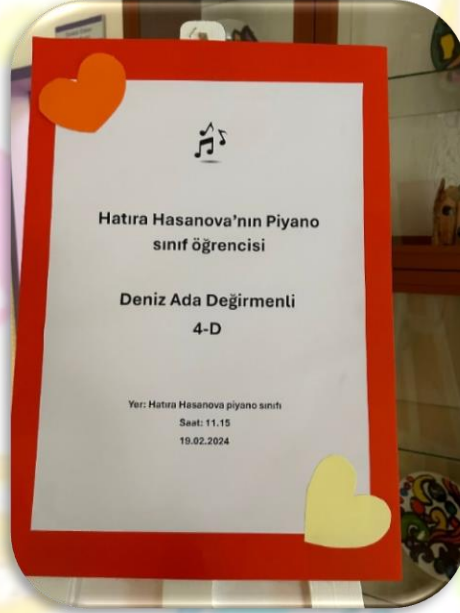 Hatıra Hasanova'nın Piyano
sınıf öğrencisi
Deniz Ada Değirmenli
4-D
Yer: Hatıra Hasanova piyano sınıfı
Saat: 11.15
19.02.2024